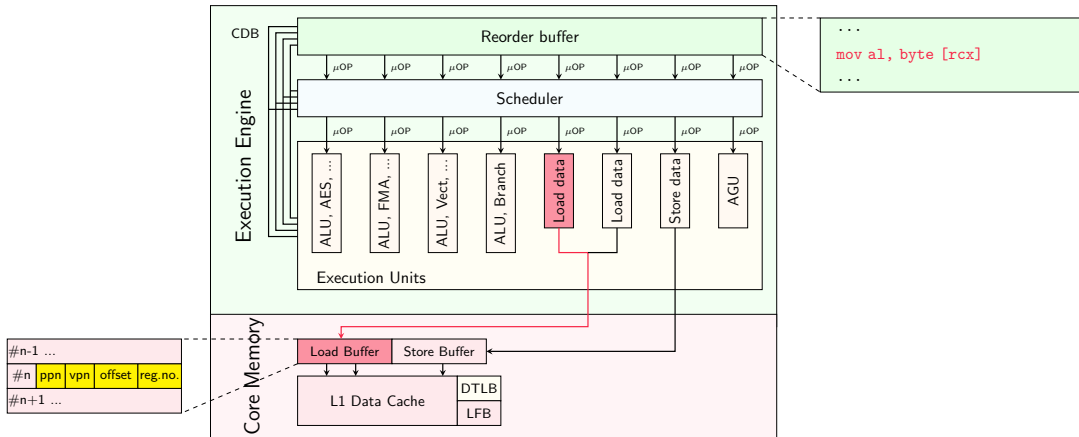 CDB
Reorder buffer
...
mov al, byte [rcx]
...
μOP μOP μOP μOP μOP μOP μOP μOP
Scheduler
μOP μOP μOP μOP μOP μOP μOP μOP
Execution Engine
ALU, AES, ...
ALU, FMA, ...
ALU, Vect, ...
ALU, Branch
Load data
Load data
Store data
AGU
Execution Units
Core Memory
#n-1 ...
#n ppn vpn offset reg.no.
#n+1 ...
Load Buffer
Store Buffer
L1 Data Cache
DTLB
LFB